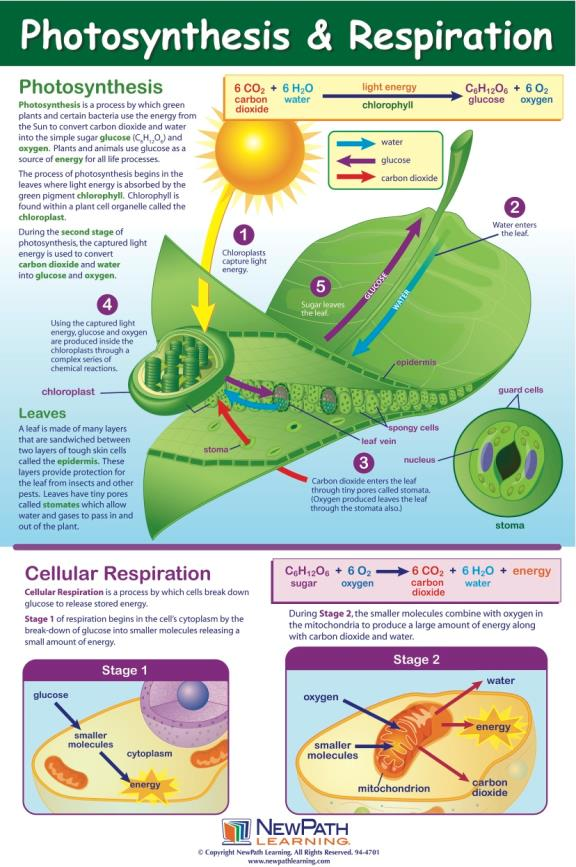 Photosynthesis & Respiration
Photosynthesis
Photosynthesis is a process by which green
plants and certain bacteria use the energy from
the Sun to convert carbon dioxide and water
into the simple sugar glucose (C₆H₁₂O₆) and
oxygen. Plants and animals use glucose as a
source of energy for all life processes.
The process of photosynthesis begins in the
leaves where light energy is absorbed by the
green pigment chlorophyll. Chlorophyll is
found within a plant cell organelle called the
chloroplast.
During the second stage of
photosynthesis, the captured light
energy is used to convert
carbon dioxide and water
into glucose and oxygen.
6 CO₂ + 6 H₂O light energy C₆H₁₂O₆ + 6 O₂
carbon dioxide water chlorophyll glucose oxygen
water
glucose
carbon dioxide
1
Chloroplasts
capture light
energy.
2
Water enters
the leaf.
5
Sugar leaves
the leaf.
GLUCOSE
WATER
4
Using the captured light
energy, glucose and oxygen
are produced inside the
chloroplasts through a
complex series of
chemical reactions.
chloroplast
epidermis
guard cells
spongy cells
leaf vein
stoma
nucleus
stoma
3
Carbon dioxide enters the leaf
through tiny pores called stomata.
(Oxygen produced leaves the leaf
through the stomata also.)
Leaves
A leaf is made of many layers
that are sandwiched between
two layers of tough skin cells
called the epidermis. These
layers provide protection for
the leaf from insects and other
pests. Leaves have tiny pores
called stomates which allow
water and gases to pass in and
out of the plant.
Cellular Respiration
Cellular Respiration is a process by which cells break down
glucose to release stored energy.
Stage 1 of respiration begins in the cell's cytoplasm by the
break-down of glucose into smaller molecules releasing a
small amount of energy.
C₆H₁₂O₆ + 6 O₂ 6 CO₂ + 6 H₂O + energy
sugar oxygen carbon dioxide water
During Stage 2, the smaller molecules combine with oxygen in
the mitochondria to produce a large amount of energy along
with carbon dioxide and water.
Stage 1
glucose
smaller
molecules
cytoplasm
energy
Stage 2
water
oxygen
energy
smaller
molecules
mitochondrion
carbon
dioxide
NEWPATH
LEARNING
© Copyright NewPath Learning. All Rights Reserved. 94-4701
www.newpathlearning.com